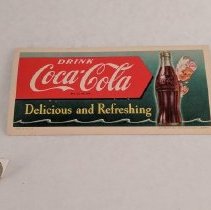 DRINK
Coca-Cola
Delicious and Refreshing